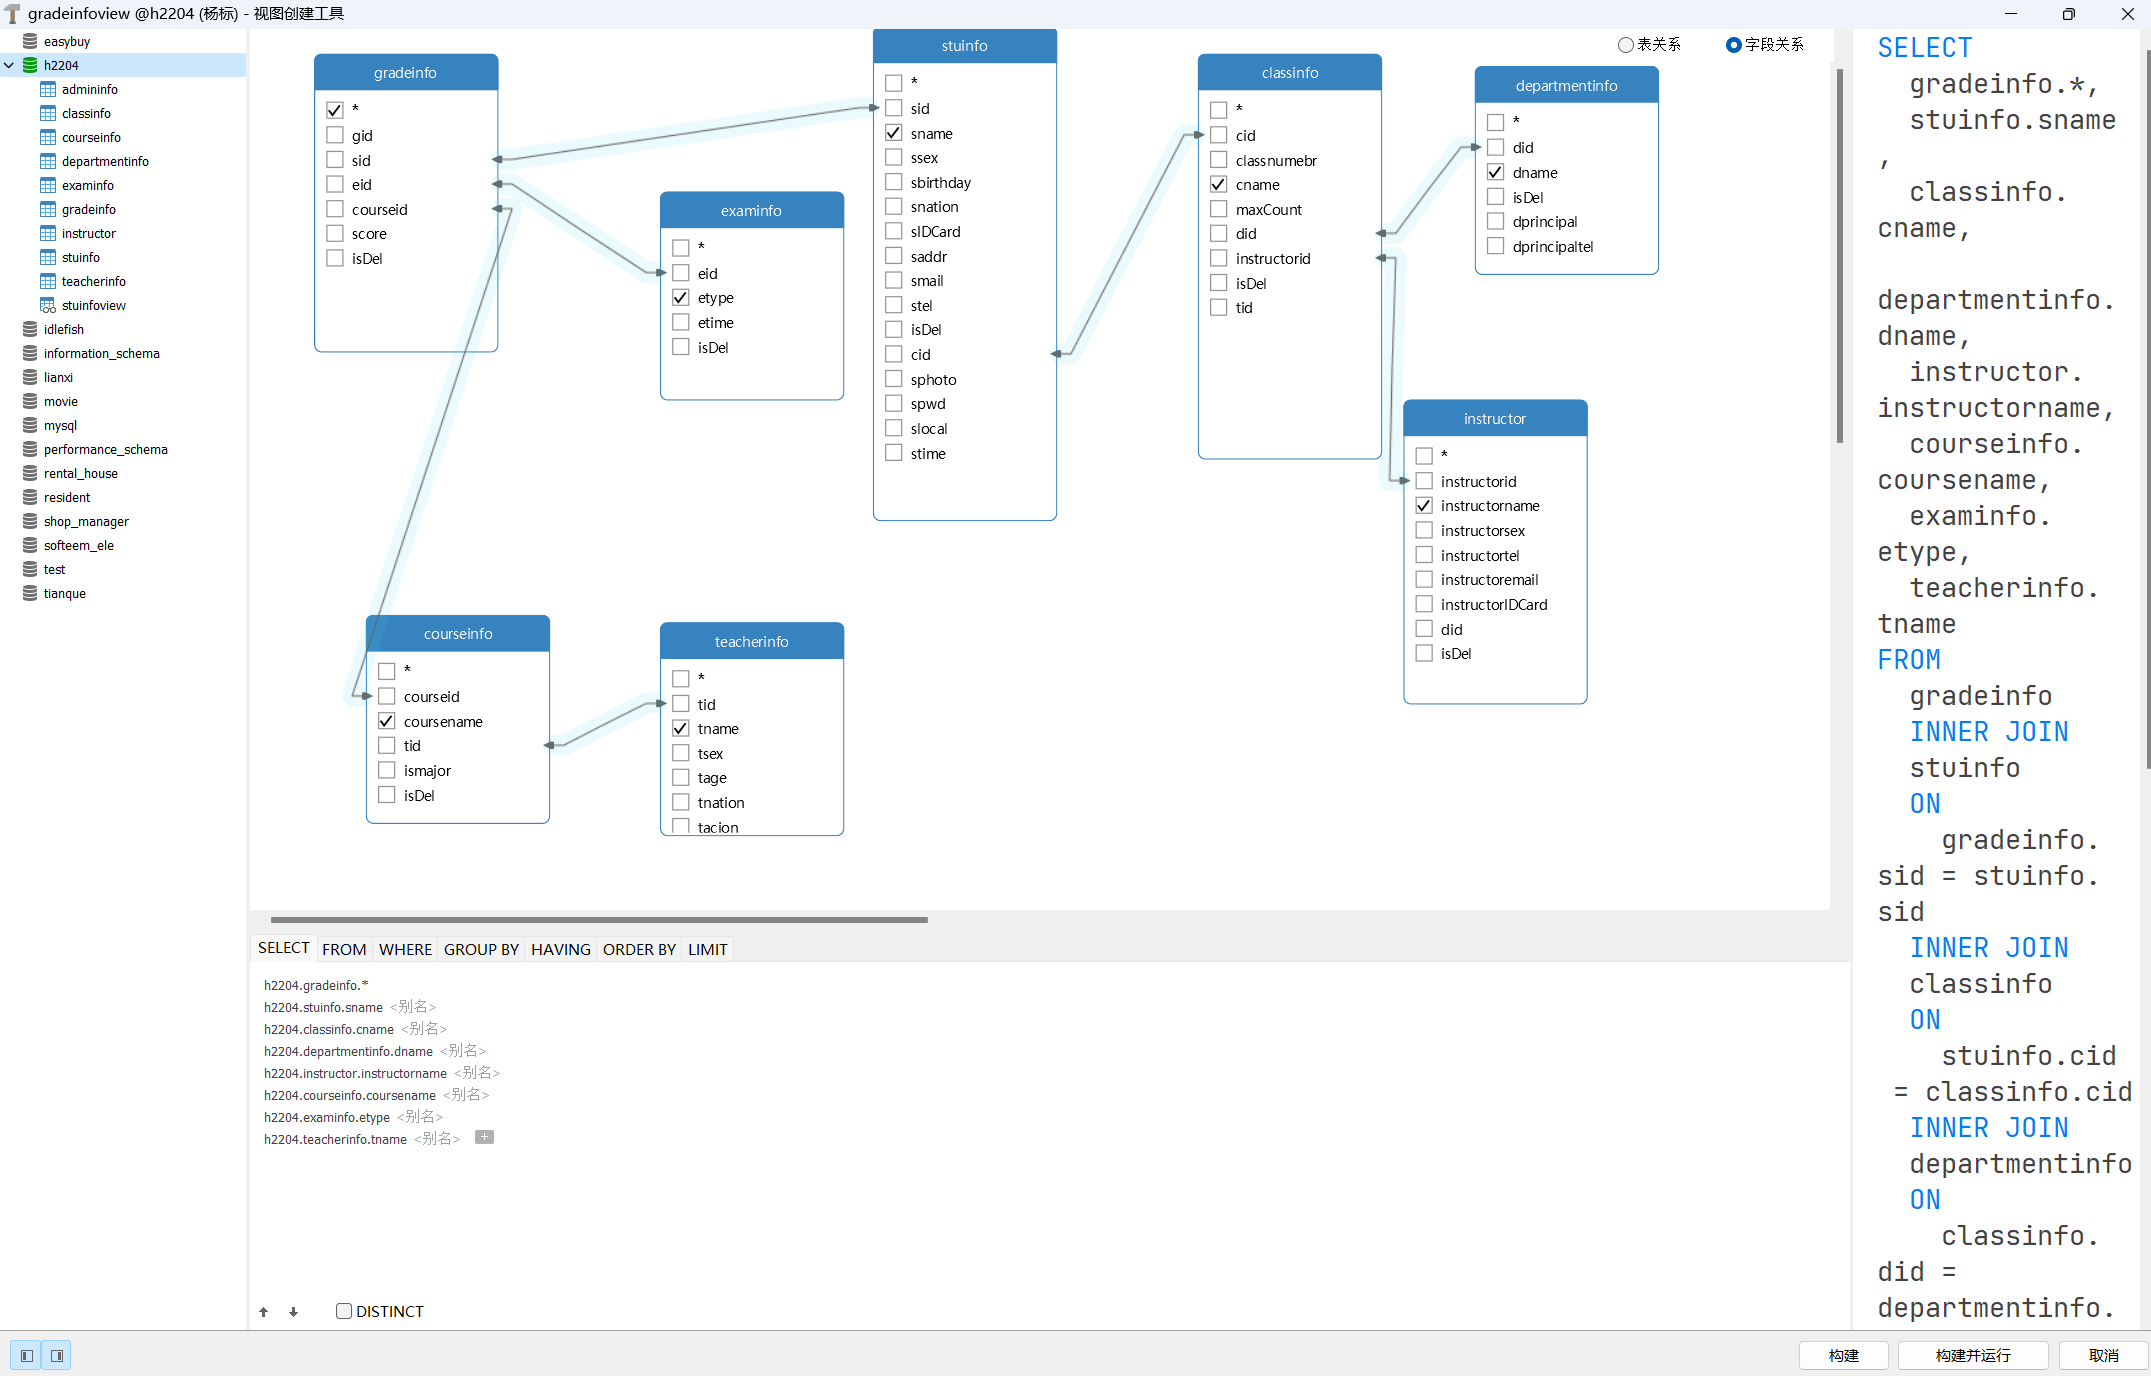 gradeinfoview @h2204 (杨标) - 视图创建工具
easybuy
h2204
admininfo
classinfo
courseinfo
departmentinfo
examinfo
gradeinfo
instructor
stuinfo
teacherinfo
stuinfoview
idlefish
information_schema
lianxi
movie
mysql
performance_schema
rental_house
resident
shop_manager
softeem_ele
test
tianque
表关系
字段关系
gradeinfo
*
gid
sid
eid
courseid
score
isDel
examinfo
*
eid
etype
etime
isDel
stuinfo
*
sid
sname
ssex
sbirthday
snation
sIDCard
saddr
smail
stel
isDel
cid
sphoto
spwd
slocal
stime
classinfo
*
cid
classnumebr
cname
maxCount
did
instructorid
isDel
tid
departmentinfo
*
did
dname
isDel
dprincipal
dprincipaltel
instructor
*
instructorid
instructorname
instructorsex
instructortel
instructoremail
instructorIDCard
did
isDel
courseinfo
*
courseid
coursename
tid
ismajor
isDel
teacherinfo
*
tid
tname
tsex
tage
tnation
tacion
SELECT FROM WHERE GROUP BY HAVING ORDER BY LIMIT
h2204.gradeinfo.*
h2204.stuinfo.sname <别名>
h2204.classinfo.cname <别名>
h2204.departmentinfo.dname <别名>
h2204.instructor.instructorname <别名>
h2204.courseinfo.coursename <别名>
h2204.examinfo.etype <别名>
h2204.teacherinfo.tname <别名>
DISTINCT
SELECT
gradeinfo.*,
stuinfo.sname
,
classinfo.
cname,
departmentinfo.
dname,
instructor.
instructorname,
courseinfo.
coursename,
examinfo.
etype,
teacherinfo.
tname
FROM
gradeinfo
INNER JOIN
stuinfo
ON
gradeinfo.
sid = stuinfo.
sid
INNER JOIN
classinfo
ON
stuinfo.cid
= classinfo.cid
INNER JOIN
departmentinfo
ON
classinfo.
did =
departmentinfo.
构建
构建并运行
取消